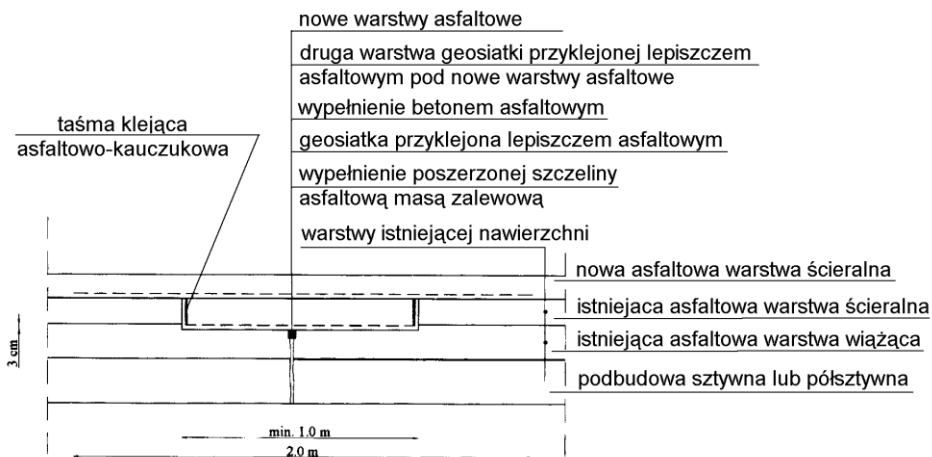 nowe warstwy asfaltowe
druga warstwa geosiatki przyklejonej lepiszczem
asfaltowym pod nowe warstwy asfaltowe
wypełnienie betonem asfaltowym
taśma klejąca
asfaltowo-kauczukowa
geosiatka przyklejona lepiszczem asfaltowym
wypełnienie poszerzonej szczeliny
asfaltową masą zalewową
warstwy istniejącej nawierzchni
nowa asfaltowa warstwa ścieralna
istniejaca asfaltowa warstwa ścieralna
istniejąca asfaltowa warstwa wiążąca
podbudowa sztywna lub półsztywna
3 cm
min. 1.0 m
2.0 m